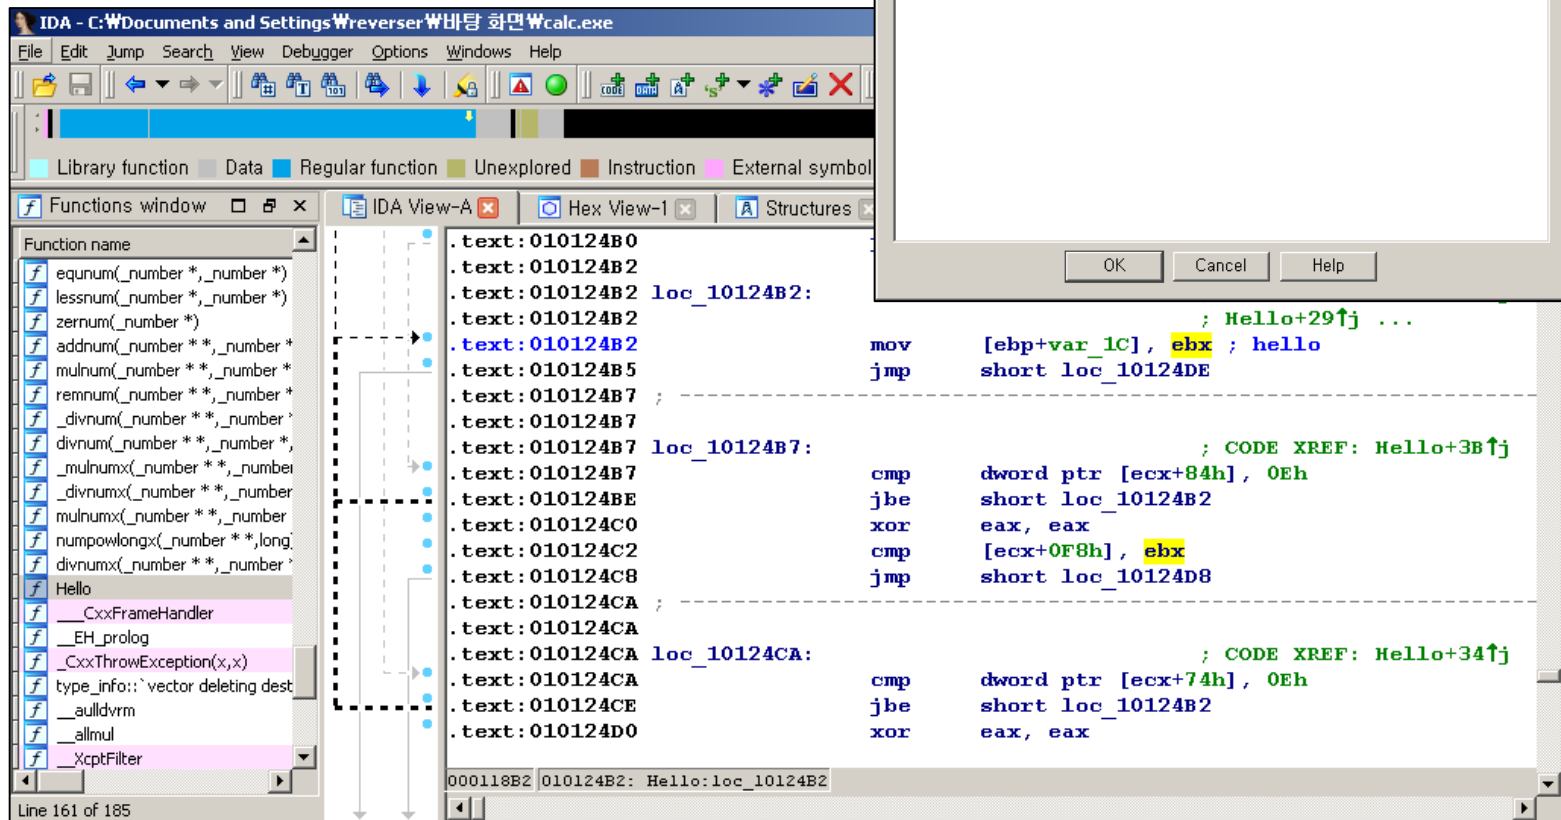 IDA - C:₩Documents and Settings₩reverser₩바탕 화면₩calc.exe
File Edit Jump Search View Debugger Options Windows Help
Library function Data Regular function Unexplored Instruction External symbol
Functions window
IDA View-A Hex View-1 Structures
Function name
equnum(_number *,_number *)
lessnum(_number *,_number *)
zernum(_number *)
addnum(_number * *,_number *
mulnum(_number * *,_number *
remnum(_number * *,_number *
_divnum(_number * *,_number *
divnum(_number * *,_number *,
_mulnumx(_number * *,_number
_divnumx(_number * *,_number
mulnumx(_number * *,_number
numpowlongx(_number * *,long)
divnumx(_number * *,_number *
Hello
___CxxFrameHandler
__EH_prolog
_CxxThrowException(x,x)
type_info::`vector deleting dest
__aulldvrm
__allmul
__XcptFilter
Line 161 of 185
OK Cancel Help
.text:010124B0
.text:010124B2
.text:010124B2 loc_10124B2:
.text:010124B2 ; Hello+29↑j ...
.text:010124B2 mov [ebp+var_1C], ebx ; hello
.text:010124B5 jmp short loc_10124DE
.text:010124B7 ; ---------------------------------------------------------------------------
.text:010124B7
.text:010124B7 loc_10124B7: ; CODE XREF: Hello+3B↑j
.text:010124B7 cmp dword ptr [ecx+84h], 0Eh
.text:010124BE jbe short loc_10124B2
.text:010124C0 xor eax, eax
.text:010124C2 cmp [ecx+0F8h], ebx
.text:010124C8 jmp short loc_10124D8
.text:010124CA ; ---------------------------------------------------------------------------
.text:010124CA
.text:010124CA loc_10124CA: ; CODE XREF: Hello+34↑j
.text:010124CA cmp dword ptr [ecx+74h], 0Eh
.text:010124CE jbe short loc_10124B2
.text:010124D0 xor eax, eax
000118B2 010124B2: Hello:loc_10124B2